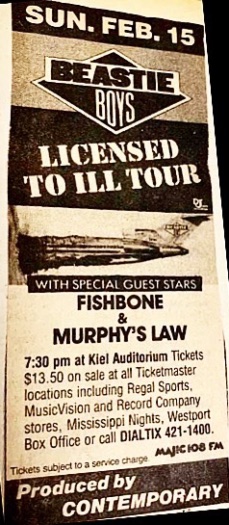 SUN. FEB. 15
BEASTIE
BOYS
LICENSED
TO ILL TOUR
WITH SPECIAL GUEST STARS
FISHBONE
&
MURPHY'S LAW
7:30 pm at Kiel Auditorium Tickets
$13.50 on sale at all Ticketmaster
locations including Regal Sports,
MusicVision and Record Company
stores, Mississippi Nights, Westport
Box Office or call DIALTIX 421-1400.
Tickets subject to a service charge. MAJIC 108 FM
Produced by
CONTEMPORARY